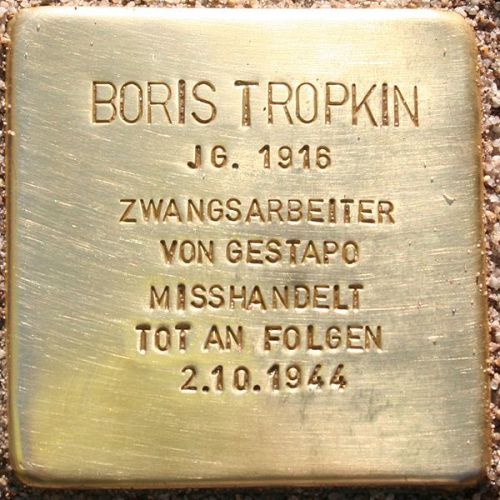 BORIS TROPKIN
JG. 1916
ZWANGSARBEITER
VON GESTAPO
MISSHANDELT
TOT AN FOLGEN
2.10.1944